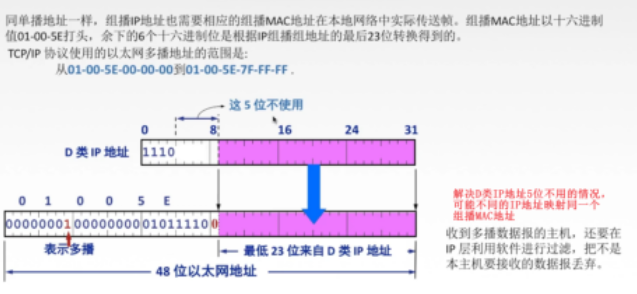 同单播地址一样，组播IP地址也需要相应的组播MAC地址在本地网络中实际传送帧。组播MAC地址以十六进制
值01-00-5E打头，余下的6个十六进制位是根据IP组播组地址的最后23位转换得到的。
TCP/IP 协议使用的以太网多播地址的范围是:
从01-00-5E-00-00-00到01-00-5E-7F-FF-FF .
这 5 位不使用
0 8 16 24 31
D 类 IP 地址 1110
0 1 0 0 5 E
0000000100000000010111100
表示多播
最低 23 位来自 D 类 IP 地址
48 位以太网地址
解决D类IP地址5位不用的情况，
可能不同的IP地址映射同一个
组播MAC地址
收到多播数据报的主机，还要在
IP 层利用软件进行过滤，把不是
本主机要接收的数据报丢弃。